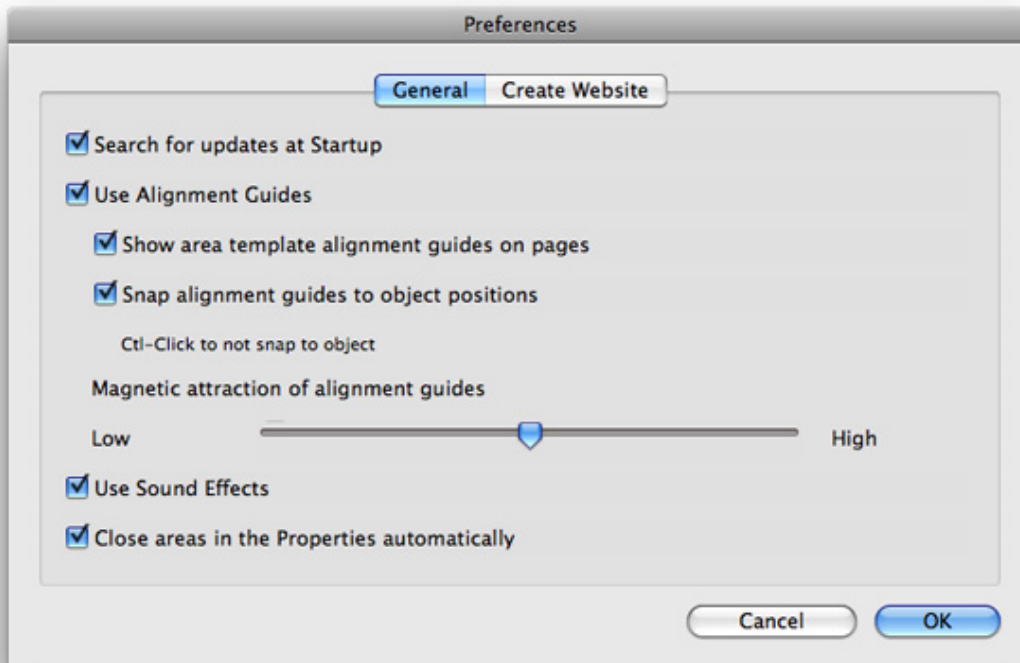 Preferences
General Create Website
Search for updates at Startup
Use Alignment Guides
Show area template alignment guides on pages
Snap alignment guides to object positions
Ctl-Click to not snap to object
Magnetic attraction of alignment guides
Low High
Use Sound Effects
Close areas in the Properties automatically
Cancel OK